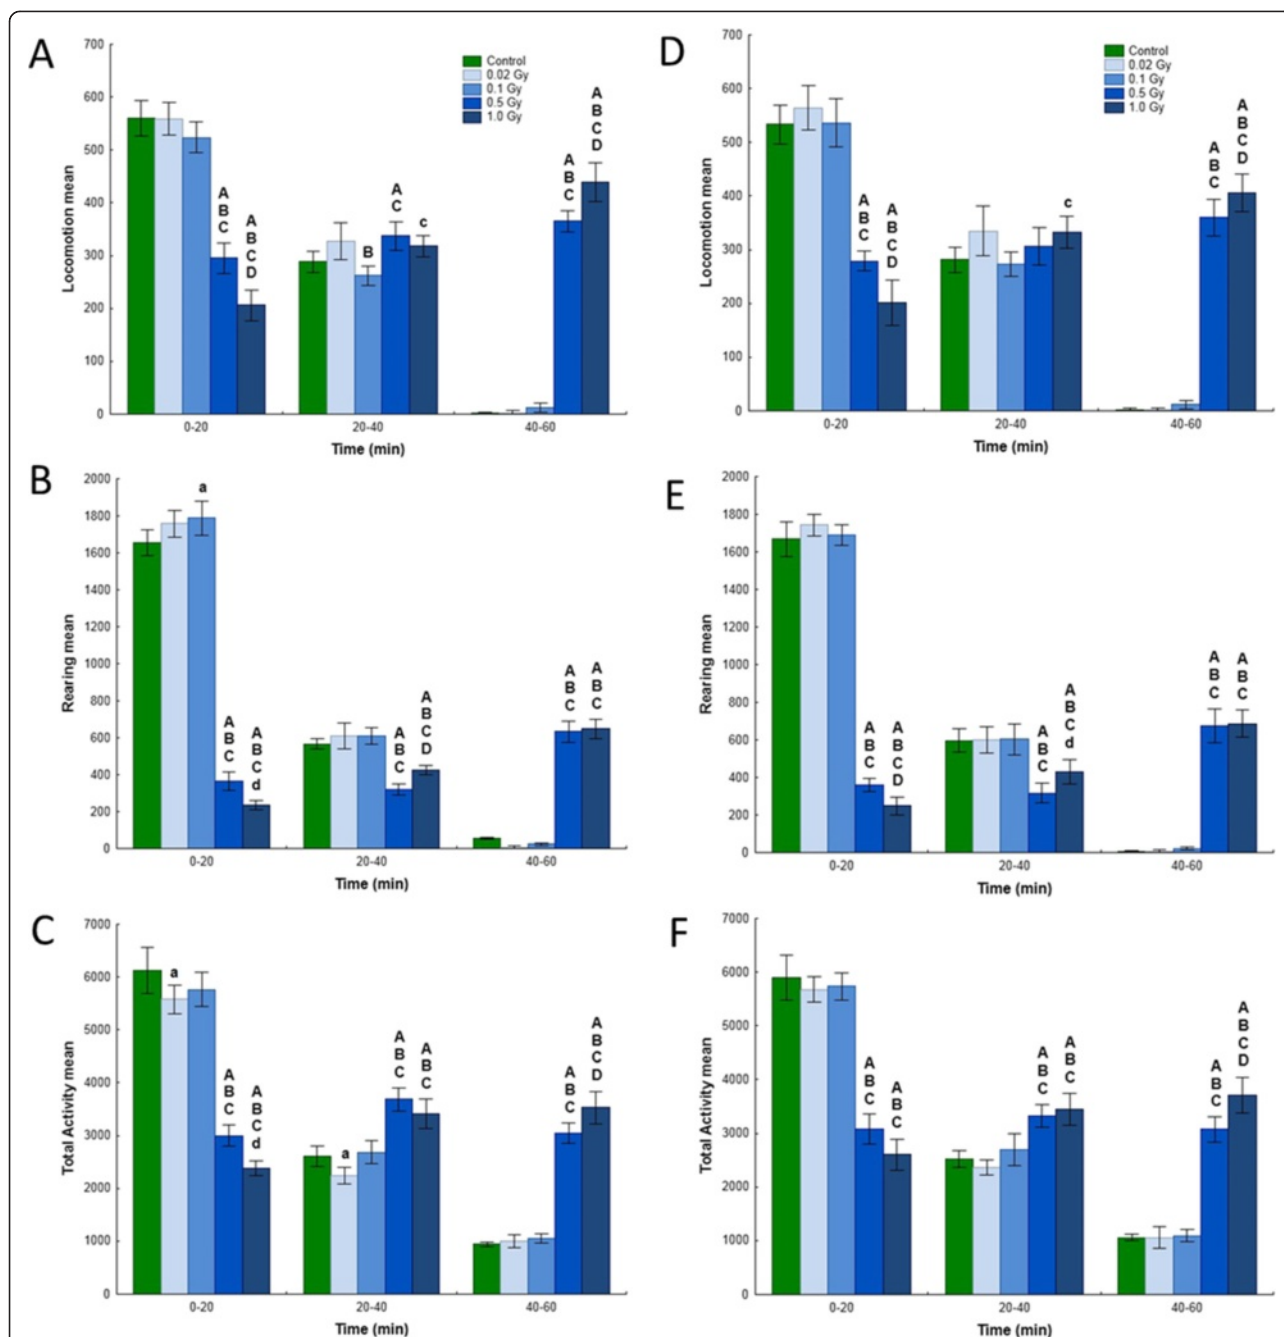 A
700
600
500
400
300
200
100
0
Locomotion mean
Control
0.02 Gy
0.1 Gy
0.5 Gy
1.0 Gy
A
B
C
A
B
C
D
B
A
C
c
A
B
C
A
B
C
D
0-20
20-40
40-60
Time (min)
D
700
600
500
400
300
200
100
0
Locomotion mean
Control
0.02 Gy
0.1 Gy
0.5 Gy
1.0 Gy
A
B
C
A
B
C
D
c
A
B
C
A
B
C
D
0-20
20-40
40-60
Time (min)
B
2000
1800
1600
1400
1200
1000
800
600
400
200
0
Rearing mean
a
A
B
C
A
B
C
d
A
B
C
A
B
C
D
A
B
C
A
B
C
0-20
20-40
40-60
Time (min)
E
2000
1800
1600
1400
1200
1000
800
600
400
200
0
Rearing mean
A
B
C
A
B
C
D
A
B
C
A
B
C
d
A
B
C
A
B
C
0-20
20-40
40-60
Time (min)
C
7000
6000
5000
4000
3000
2000
1000
0
Total Activity mean
a
A
B
C
A
B
C
d
a
A
B
C
A
B
C
A
B
C
A
B
C
D
0-20
20-40
40-60
Time (min)
F
7000
6000
5000
4000
3000
2000
1000
0
Total Activity mean
A
B
C
A
B
C
A
B
C
A
B
C
A
B
C
A
B
C
D
0-20
20-40
40-60
Time (min)